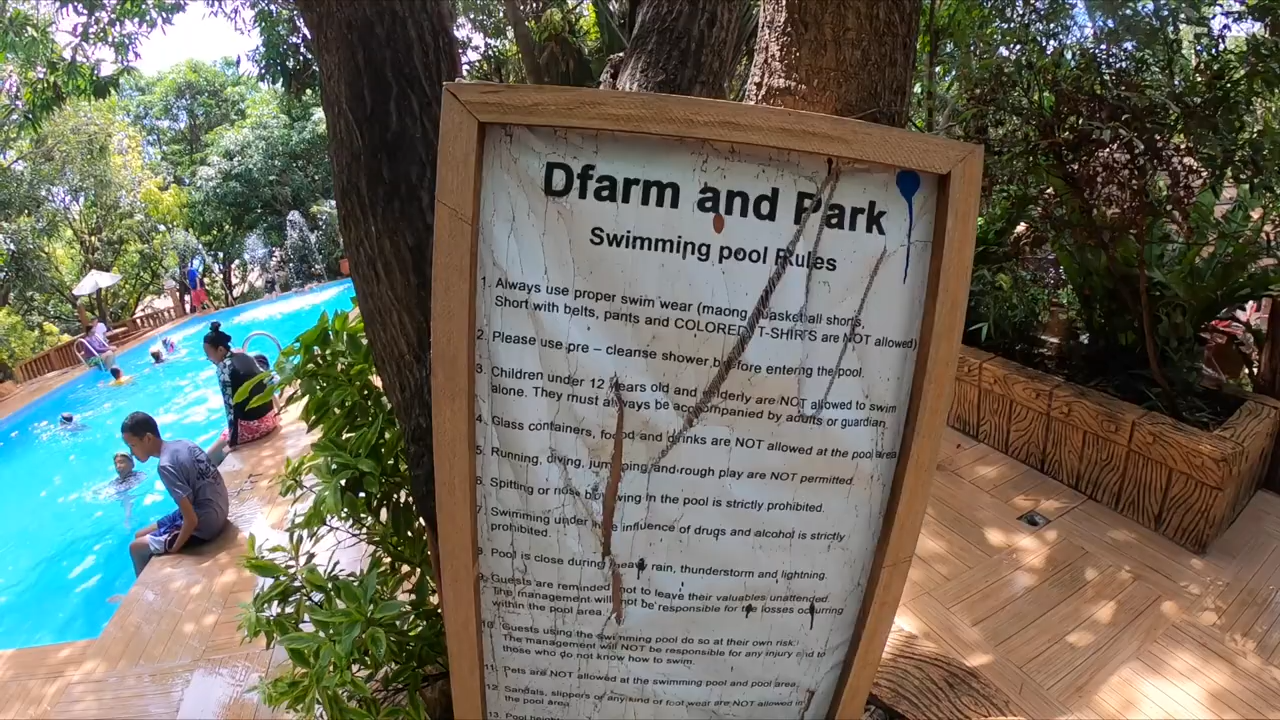 Dfarm and Park
Swimming pool Rules
1. Always use proper swim wear (maong, basketball shorts,
Short with belts, pants and COLORED T-SHIRTS are NOT allowed)
2. Please use pre – cleanse shower before entering the pool.
3. Children under 12 years old and elderly are NOT allowed to swim
alone. They must always be accompanied by adults or guardian
4. Glass containers, food and drinks are NOT allowed at the pool area
5. Running, diving, jumping and rough play are NOT permitted.
6. Spitting or nose blowing in the pool is strictly prohibited.
7. Swimming under the influence of drugs and alcohol is strictly
prohibited.
8. Pool is close during heavy rain, thunderstorm and lightning.
9. Guests are reminded not to leave their valuables unattended.
The management will not be responsible for the losses occurring
within the pool area.
10. Guests using the swimming pool do so at their own risk.
The management will NOT be responsible for any injury and to
those who do not know how to swim.
11. Pets are NOT allowed at the swimming pool and pool area.
12. Sandals, slippers or any kind of foot wear are NOT allowed in
the pool area
13. Pool height